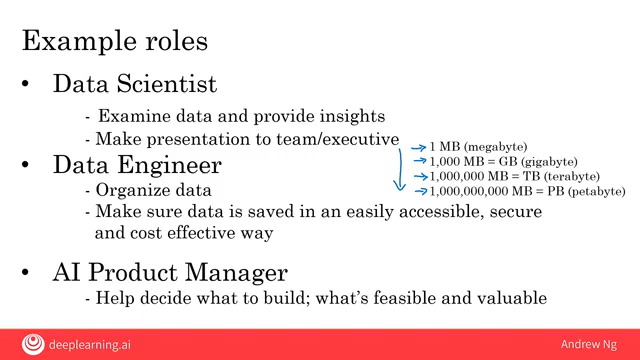 Example roles
• Data Scientist
- Examine data and provide insights
- Make presentation to team/executive
1 MB (megabyte)
1,000 MB = GB (gigabyte)
1,000,000 MB = TB (terabyte)
1,000,000,000 MB = PB (petabyte)
• Data Engineer
- Organize data
- Make sure data is saved in an easily accessible, secure
and cost effective way
• AI Product Manager
- Help decide what to build; what's feasible and valuable
deeplearning.ai
Andrew Ng